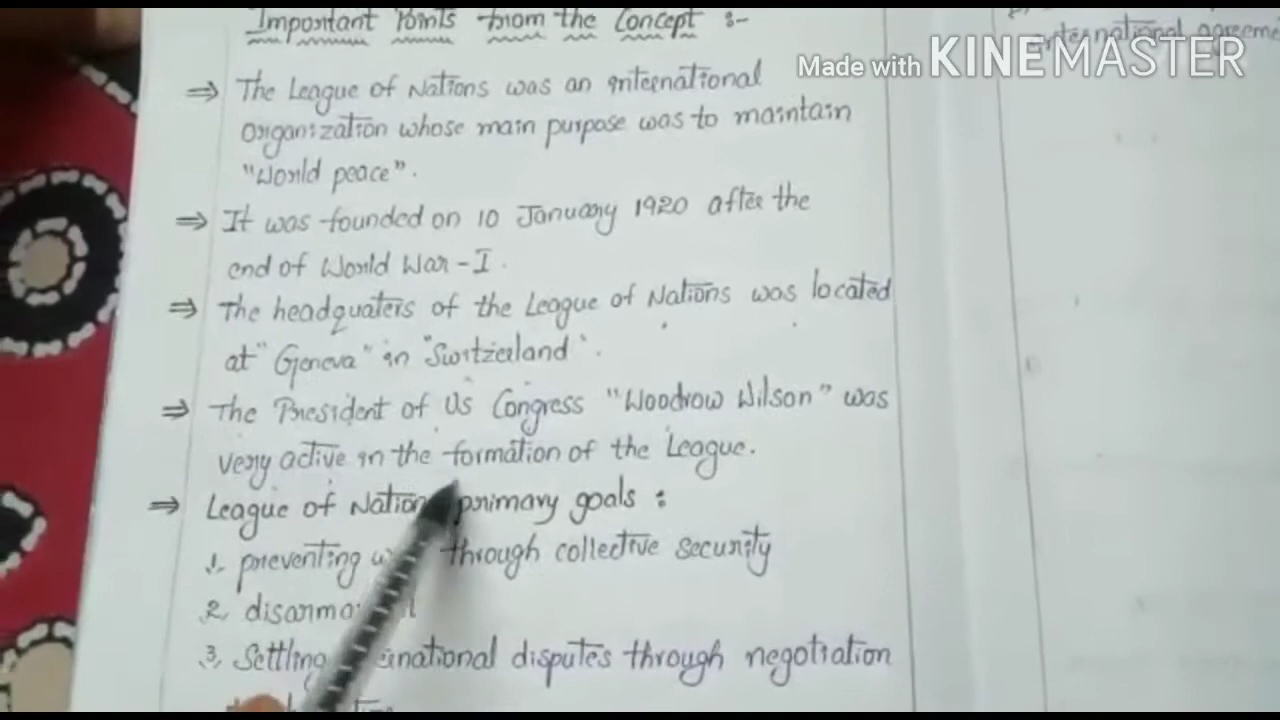 Important Points from the Concept :-
international agreeme
Made with KINEMASTER
⇒ The League of Nations was an international
Organization whose main purpose was to maintain
"World peace".
⇒ It was founded on 10 January 1920 after the
end of World War - I.
⇒ The headquaters of the League of Nations was located
at "Geneva" in "Switzerland".
⇒ The President of US Congress "Woodrow Wilson" was
very active in the formation of the League.
⇒ League of Nation primary goals :
1. preventing through collective security
2. disarma
3. Settling national disputes through negotiation